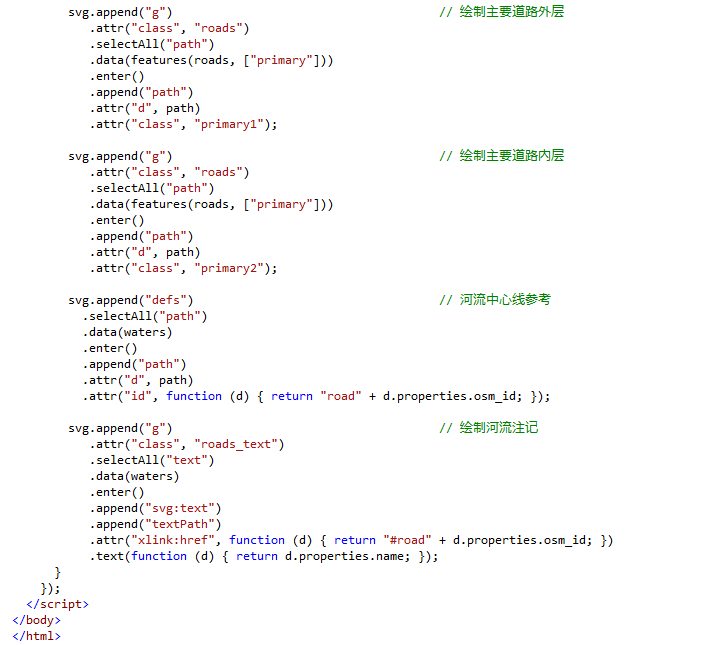 svg.append("g") // 绘制主要道路外层
.attr("class", "roads")
.selectAll("path")
.data(features(roads, ["primary"]))
.enter()
.append("path")
.attr("d", path)
.attr("class", "primary1");
svg.append("g") // 绘制主要道路内层
.attr("class", "roads")
.selectAll("path")
.data(features(roads, ["primary"]))
.enter()
.append("path")
.attr("d", path)
.attr("class", "primary2");
svg.append("defs") // 河流中心线参考
.selectAll("path")
.data(waters)
.enter()
.append("path")
.attr("d", path)
.attr("id", function (d) { return "road" + d.properties.osm_id; });
svg.append("g") // 绘制河流注记
.attr("class", "roads_text")
.selectAll("text")
.data(waters)
.enter()
.append("svg:text")
.append("textPath")
.attr("xlink:href", function (d) { return "#road" + d.properties.osm_id; })
.text(function (d) { return d.properties.name; });
}
});
</script>
</body>
</html>